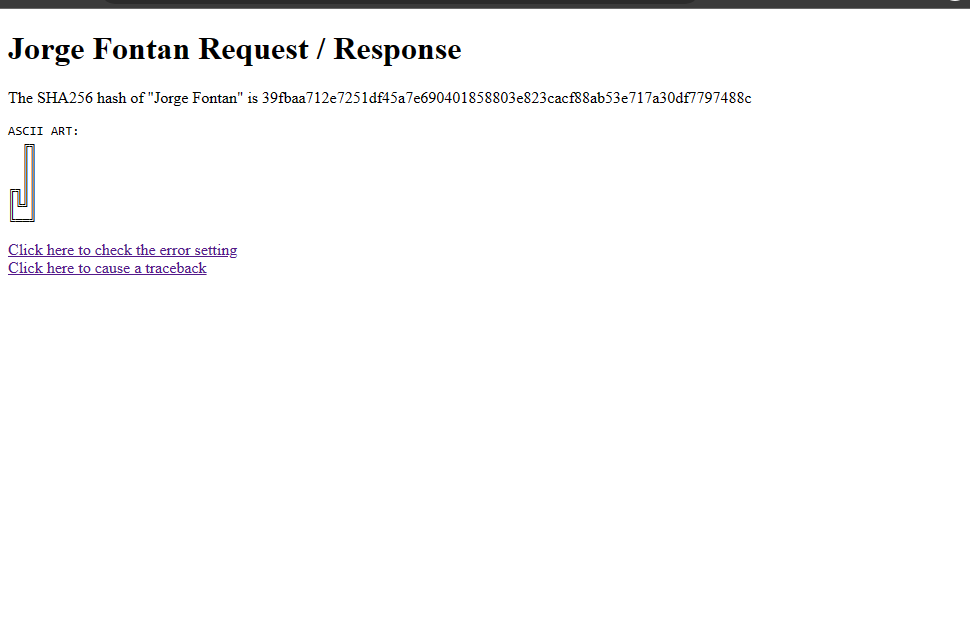 Jorge Fontan Request / Response
The SHA256 hash of "Jorge Fontan" is 39fbaa712e7251df45a7e690401858803e823cacf88ab53e717a30df7797488c
ASCII ART:
Click here to check the error setting
Click here to cause a traceback